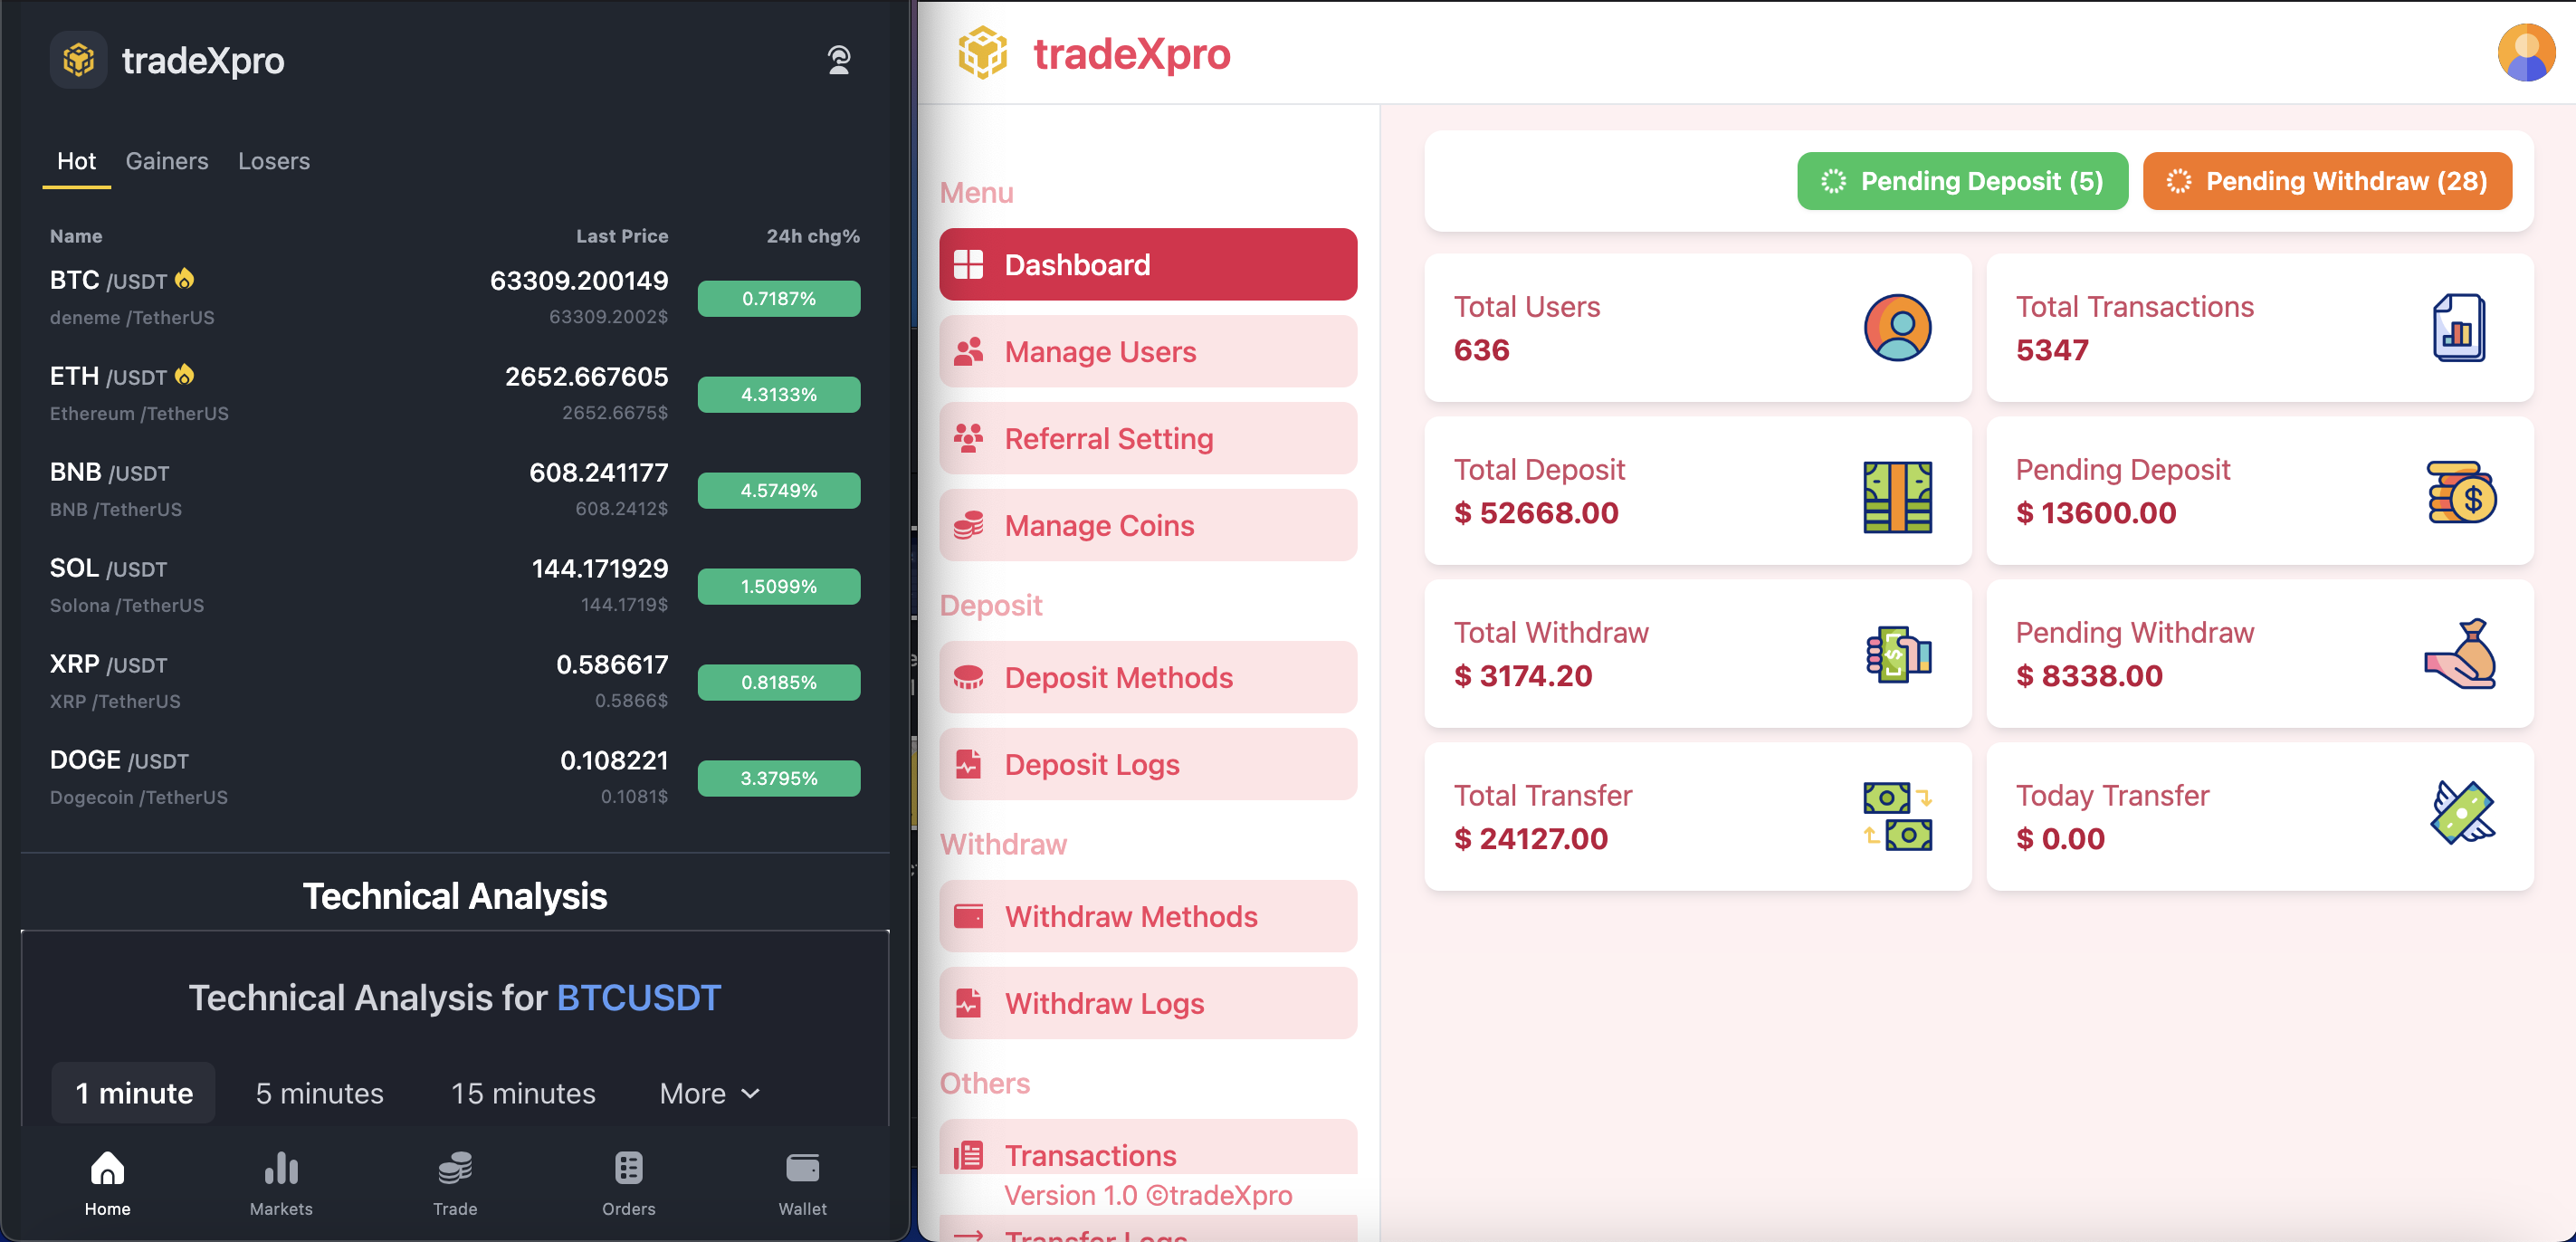 tradeXpro
Hot Gainers Losers
Name Last Price 24h chg%
BTC /USDT 63309.200149 0.7187%
deneme /TetherUS 63309.2002$
ETH /USDT 2652.667605 4.3133%
Ethereum /TetherUS 2652.6675$
BNB /USDT 608.241177 4.5749%
BNB /TetherUS 608.2412$
SOL /USDT 144.171929 1.5099%
Solona /TetherUS 144.1719$
XRP /USDT 0.586617 0.8185%
XRP /TetherUS 0.5866$
DOGE /USDT 0.108221 3.3795%
Dogecoin /TetherUS 0.1081$
Technical Analysis
Technical Analysis for BTCUSDT
1 minute 5 minutes 15 minutes More
Home Markets Trade Orders Wallet
tradeXpro
Menu
Dashboard
Manage Users
Referral Setting
Manage Coins
Deposit
Deposit Methods
Deposit Logs
Withdraw
Withdraw Methods
Withdraw Logs
Others
Transactions
Version 1.0 ©tradeXpro
Transfer Logs
Pending Deposit (5) Pending Withdraw (28)
Total Users
636
Total Transactions
5347
Total Deposit
$ 52668.00
Pending Deposit
$ 13600.00
Total Withdraw
$ 3174.20
Pending Withdraw
$ 8338.00
Total Transfer
$ 24127.00
Today Transfer
$ 0.00